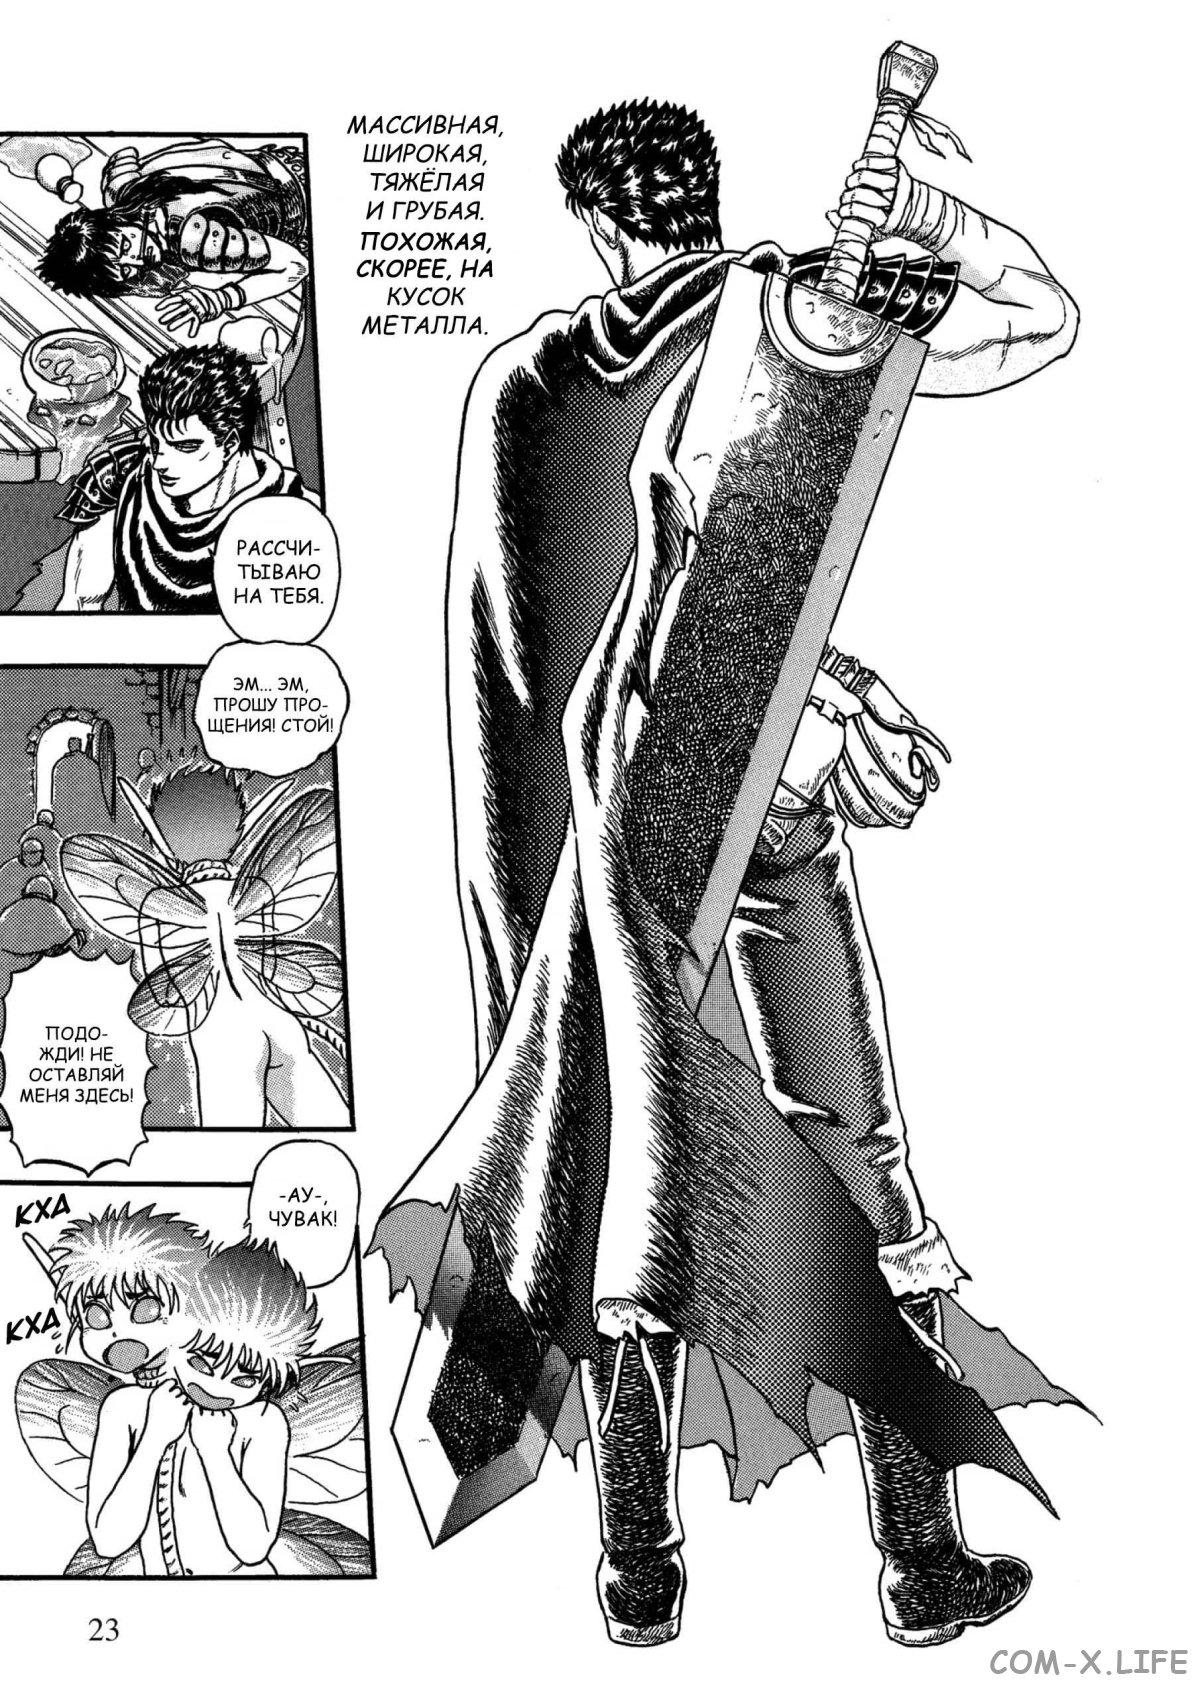 МАССИВНАЯ,
ШИРОКАЯ,
ТЯЖЁЛАЯ
И ГРУБАЯ.
ПОХОЖАЯ,
СКОРЕЕ, НА
КУСОК
МЕТАЛЛА.
РАССЧИ-
ТЫВАЮ
НА ТЕБЯ.
ЭМ... ЭМ,
ПРОШУ ПРО-
ЩЕНИЯ! СТОЙ!
ПОДО-
ЖДИ! НЕ
ОСТАВЛЯЙ
МЕНЯ ЗДЕСЬ!
-АУ-,
ЧУВАК!
КХА
КХА
23
COM-X.LIFE